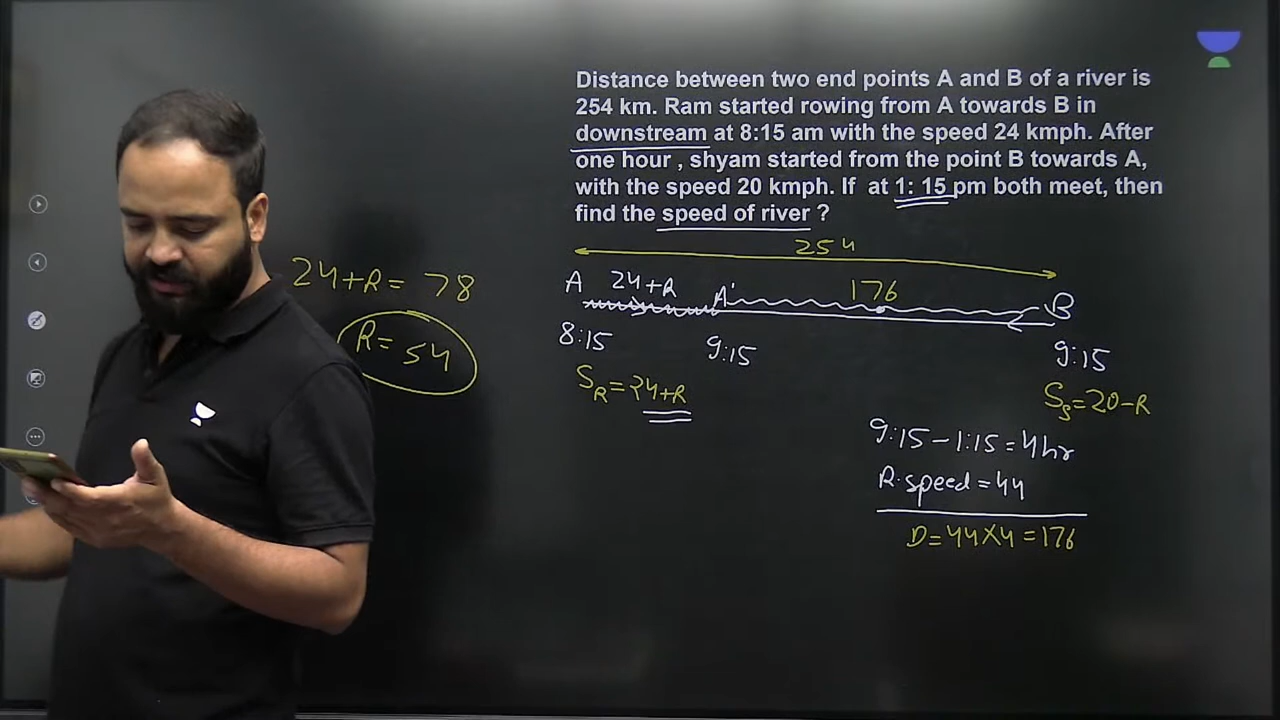 Distance between two end points A and B of a river is
254 km. Ram started rowing from A towards B in
downstream at 8:15 am with the speed 24 kmph. After
one hour , shyam started from the point B towards A,
with the speed 20 kmph. If at 1: 15 pm both meet, then
find the speed of river ?
254
A 24+R A' 176 B
8:15 9:15 9:15
S_R=24+R
S_S=20-R
9:15-1:15=4hr
R.speed=44
D=44×4=176
24+R=78
R=54